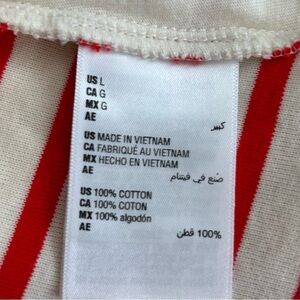 US L
CA G
MX G
AE كبير
US MADE IN VIETNAM
CA FABRIQUÉ AU VIETNAM
MX HECHO EN VIETNAM
AE صنع في فيتنام
US 100% COTTON
CA 100% COTON
MX 100% algodón
AE 100% قطن